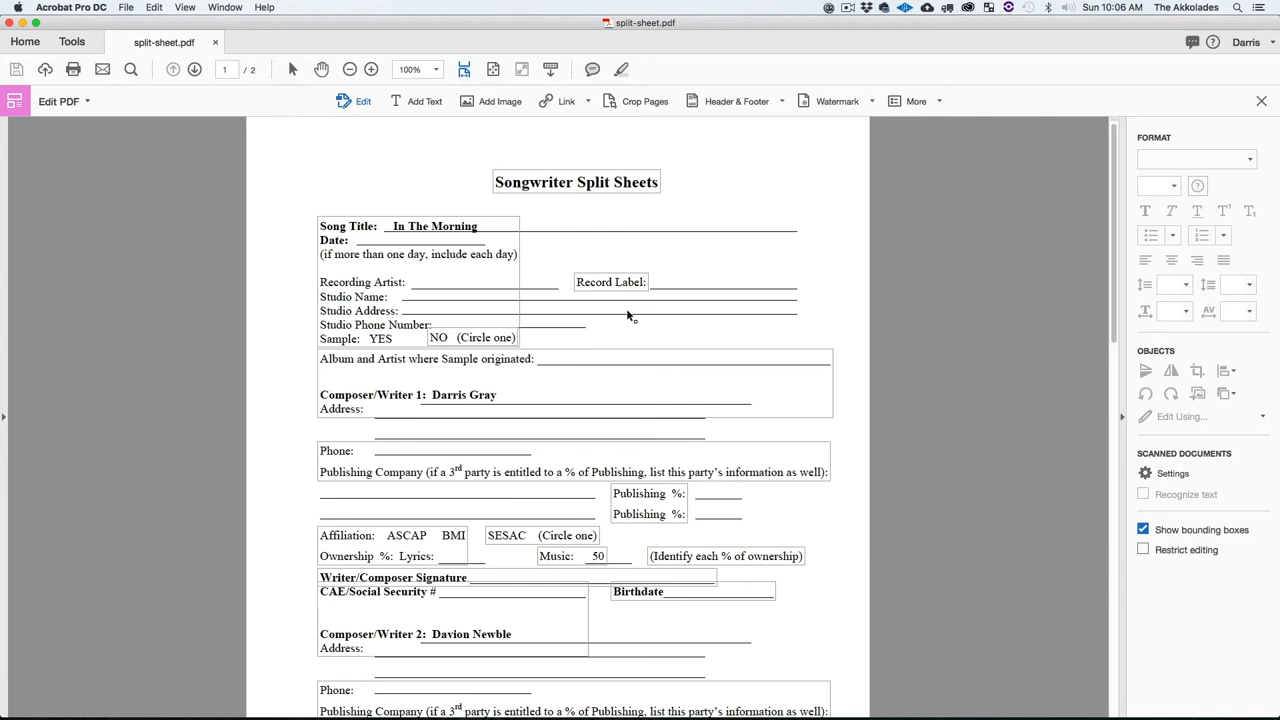 Acrobat Pro DC File Edit View Window Help Sun 10:06 AM The Akkolades
split-sheet.pdf
Home Tools split-sheet.pdf × Darris
1 / 2 100%
Edit PDF Edit Add Text Add Image Link Crop Pages Header & Footer Watermark More
FORMAT
OBJECTS
Edit Using...
SCANNED DOCUMENTS
Settings
Recognize text
Show bounding boxes
Restrict editing
Songwriter Split Sheets
Song Title: In The Morning
Date:
(if more than one day, include each day)
Recording Artist: Record Label:
Studio Name:
Studio Address:
Studio Phone Number:
Sample: YES NO (Circle one)
Album and Artist where Sample originated:
Composer/Writer 1: Darris Gray
Address:
Phone:
Publishing Company (if a 3rd party is entitled to a % of Publishing, list this party's information as well):
Publishing %:
Publishing %:
Affiliation: ASCAP BMI SESAC (Circle one)
Ownership %: Lyrics: Music: 50 (Identify each % of ownership)
Writer/Composer Signature
CAE/Social Security # Birthdate
Composer/Writer 2: Davion Newble
Address:
Phone:
Publishing Company (if a 3rd party is entitled to a % of Publishing, list this party's information as well):